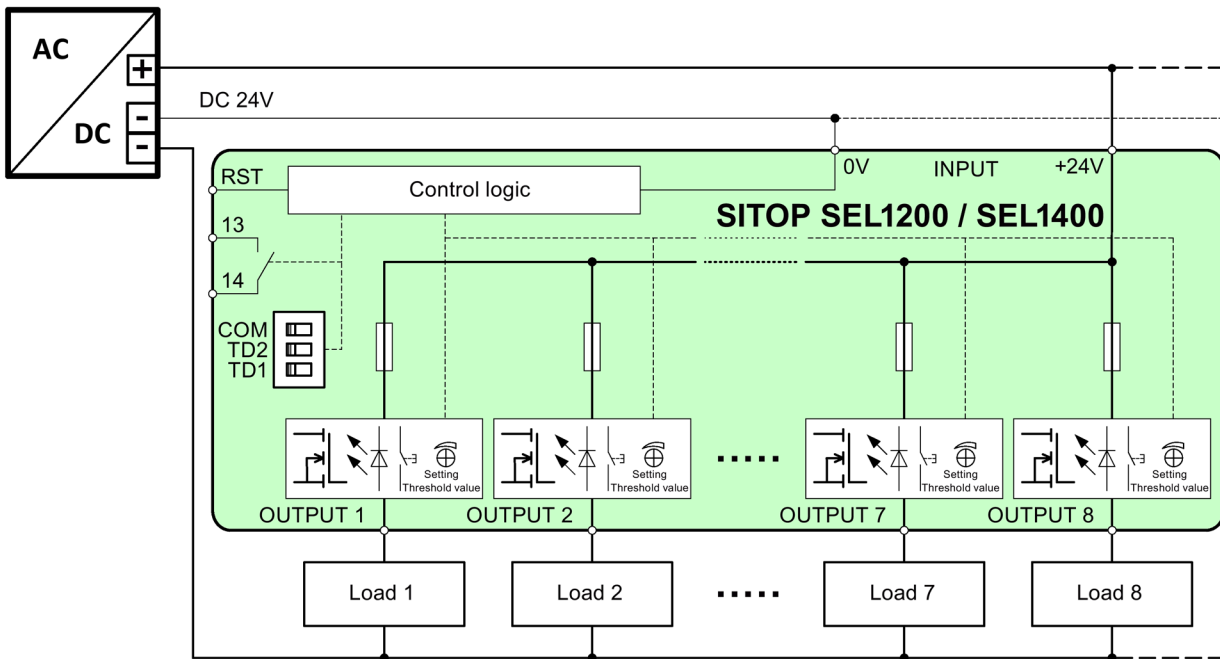 AC
DC
+
-
-
DC 24V
0V
INPUT
+24V
RST
Control logic
SITOP SEL1200 / SEL1400
13
14
COM
TD2
TD1
Setting
Threshold value
Setting
Threshold value
.....
Setting
Threshold value
Setting
Threshold value
OUTPUT 1
OUTPUT 2
OUTPUT 7
OUTPUT 8
Load 1
Load 2
.....
Load 7
Load 8